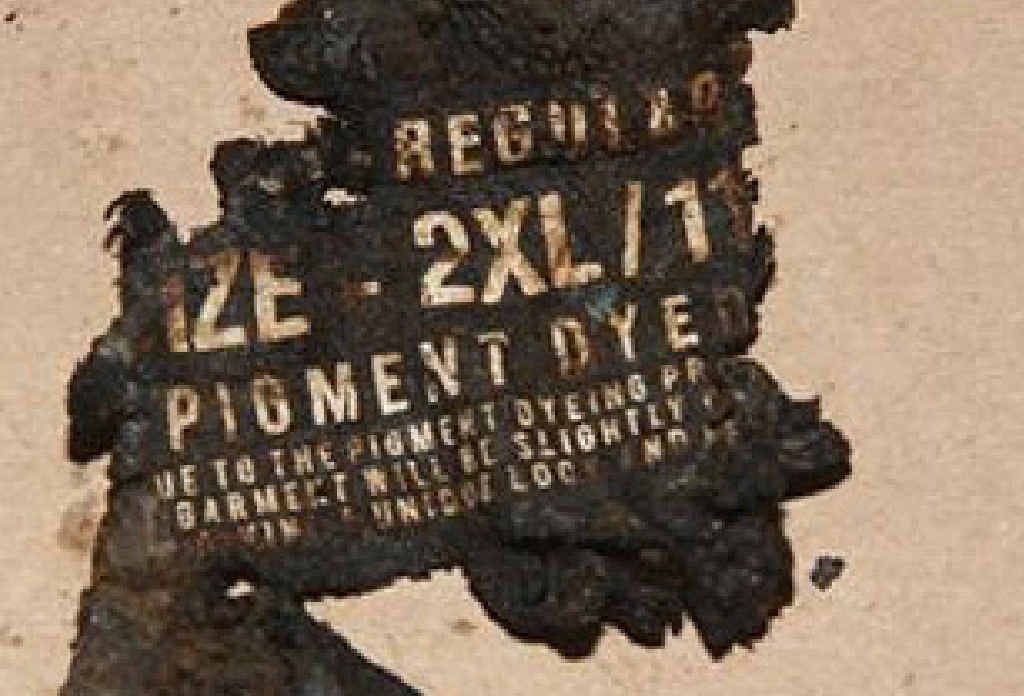 REGULAR
IZE - 2XL/1
PIGMENT DYED
UE TO THE PIGMENT DYEING PR
GARMENT WILL BE SLIGHTLY
UNIQUE LOOK